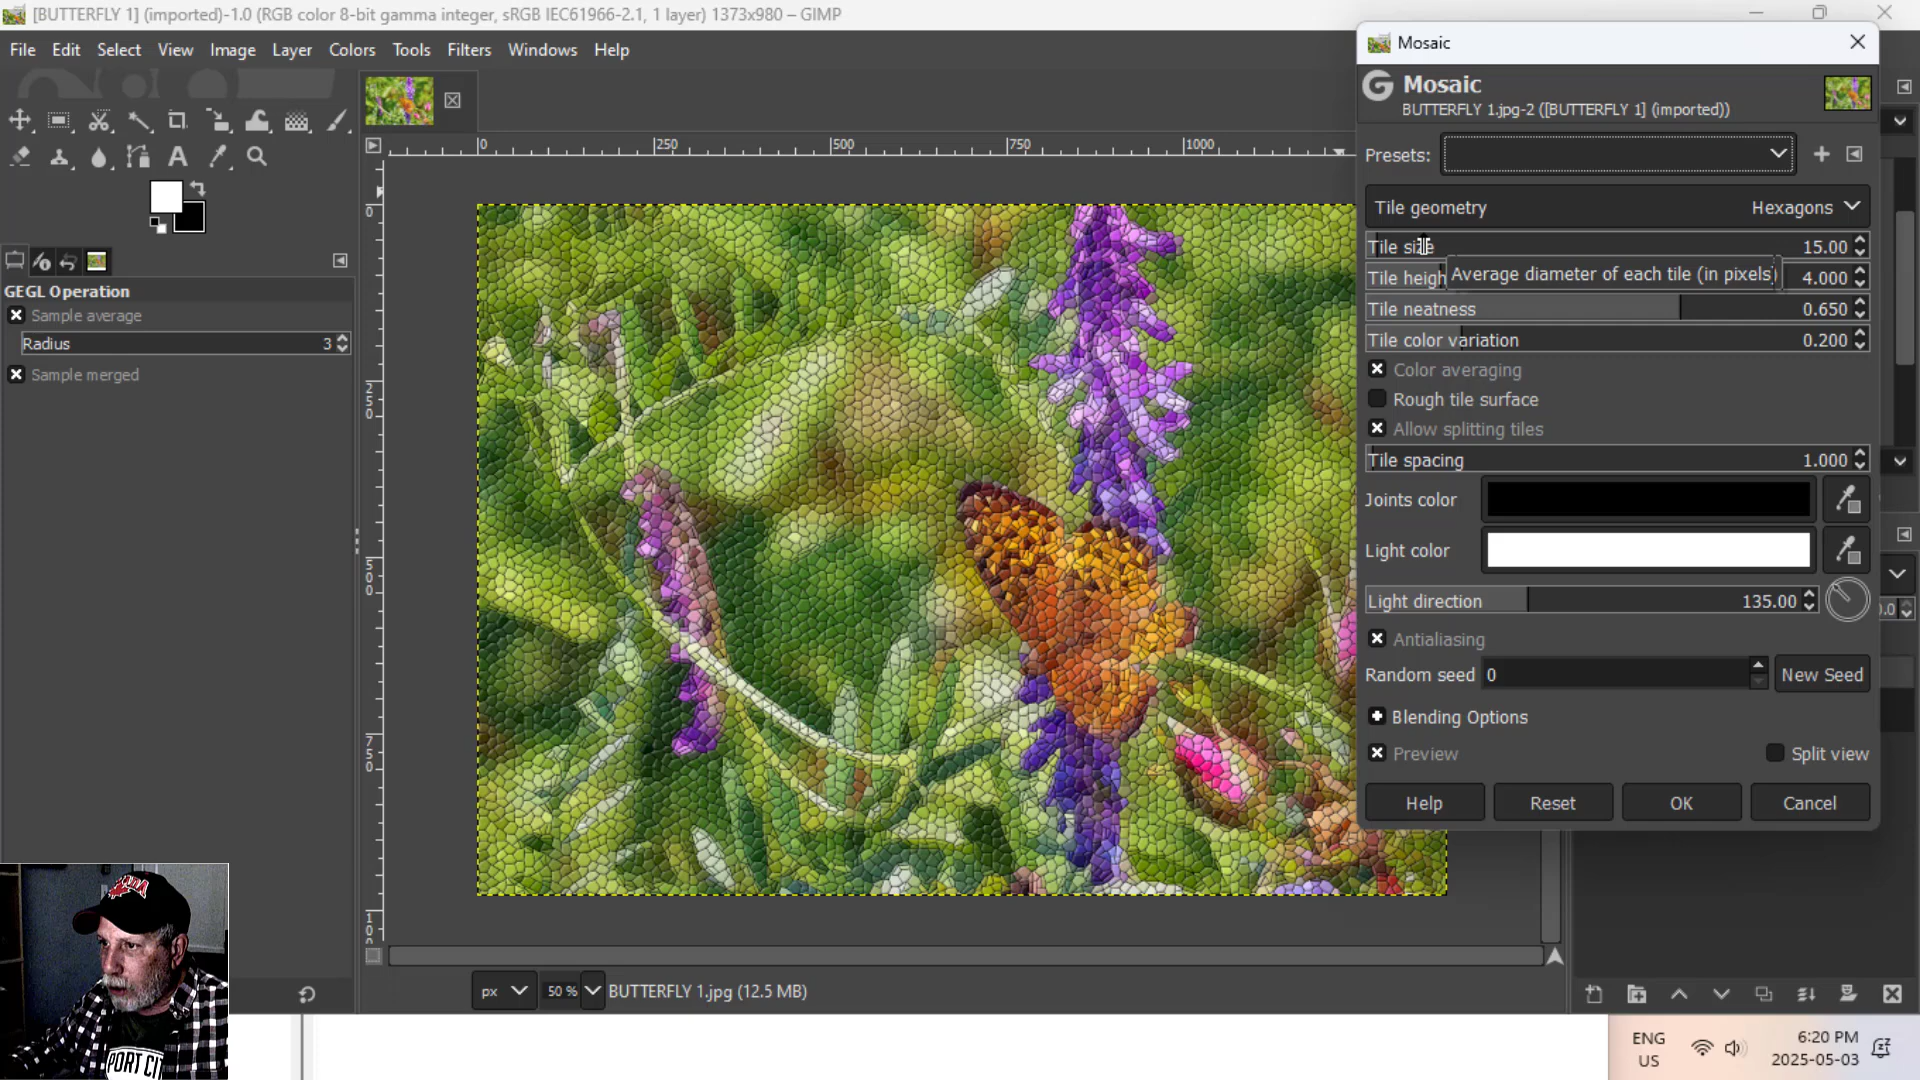 [BUTTERFLY 1] (imported)-1.0 (RGB color 8-bit gamma integer, sRGB IEC61966-2.1, 1 layer) 1373x980 – GIMP
File Edit Select View Image Layer Colors Tools Filters Windows Help
Mosaic
Mosaic
BUTTERFLY 1.jpg-2 ([BUTTERFLY 1] (imported))
Presets:
Tile geometry Hexagons
Tile size 15.00
Average diameter of each tile (in pixels)
4.000
Tile neatness 0.650
Tile color variation 0.200
Color averaging
Rough tile surface
Allow splitting tiles
Tile spacing 1.000
Joints color
Light color
Light direction 135.00
Antialiasing
Random seed 0 New Seed
Blending Options
Preview Split view
Help Reset OK Cancel
0 250 500 750 1000
0
250
500
750
GEGL Operation
Sample average
Radius 3
Sample merged
px 50 % BUTTERFLY 1.jpg (12.5 MB)
PORT CIT
ENG
US
6:20 PM
2025-05-03